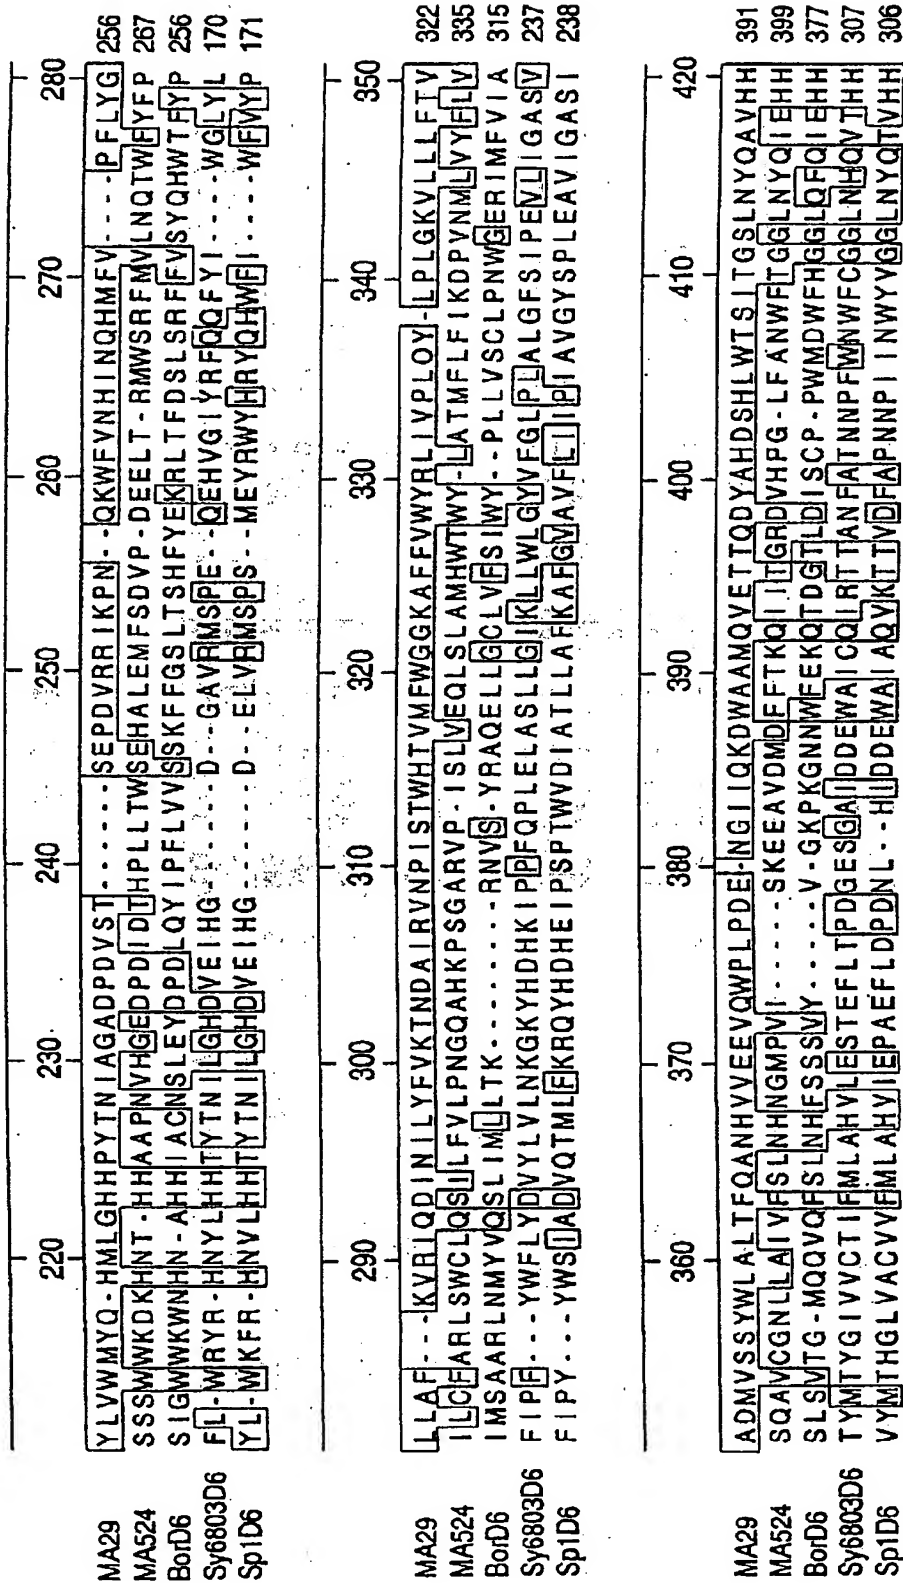 220 230 240 250 260 270 280
MA29 YLVWMYQ-HMLGHHPYTNIAGADPDVST-----SEPDVRRIKPN--QKWFVNHINQHMFV----PFLYG 256
MA524 SSSWWKDKHNT-HHAAPNVHGEDPDIDTHPLLTWSEHALEMFSDVP-DEELT-RMWSRFMVLNQTWFYFP 267
BorD6 SIGWWKWNHN-AHHIACNSLEYDPDLQYIPFLVVSSKFFGSLTSHFYEKRLTFDSLSRFFVSYQHWTFYP 256
Sy6803D6 FL-WRYR-HNYLHHTYTNILGHDVEIHG------D--GAVRMSPE--QEHVGIYRFQQFYI----WGLYL 170
Sp1D6 YL-WKFR-HNVLHHTYTNILGHDVEIHG------D--ELVRMSPS--MEYRWYHRYQHWFI----WFVYP 171
290 300 310 320 330 340 350
MA29 LLAF---KVRIQDINILYFVKTNDAIRVNPISTWHTVMFWGGKAFFVWYRLIVPLQY-LPLGKVLLLFTV 322
MA524 ILCFARLSWCLQSILFVLPNGQAHKPSGARVP-ISLVEQLSLAMHWTWY-LATMFLFIKDPVNMLVYFLV 335
BorD6 IMSAARLNMYVQSLIMLLTK-------RNVS-YRAQELLGCLVFSIWY--PLLVSCLPNWGERIMFVIA 315
Sy6803D6 FIPF---YWFLYDVYLVLNKGKYHDHKIPPFQPLELASLLGIKLLWLGYVFGLPLALGFSIPEVLIGASV 237
Sp1D6 FIPY---YWSIADVQTMLFKRQYHDHEIPSPTWVDIATLLAFKAFGVAVFLIIPIAVGYSPLEAVIGASI 238
360 370 380 390 400 410 420
MA29 ADMVSSYWLALTFQANHVVEEVQWPLPDE-NGIIQKDWAAMQVETTQDYAHDSHLWTSITGSLNYQAVHH 391
MA524 SQAVCGNLLAIVFSLNHNGMPVI-----SKEEAVDMDFFTKQIITGRDVHPG-LFANWFTGGLNYQIEHH 399
BorD6 SLSVTG-MQQVQFSLNHFSSSVY----V-GKPKGNNWFEKQTDGTLDISCP-PWMDWFHGGLQFQIEHH 377
Sy6803D6 TYMTYGIVVCTIFMLAHVLESTEFLTPDGESGAIDDEWAICQIRTTANFATNNPFWNWFCGGLNHQVTHH 307
Sp1D6 VYMTHGLVACVVFMLAHVIEPAEFLDPDNL--HIDDEWAIAQVKTTVDFAPNNPIINWYVGGLNYQTVHH 306